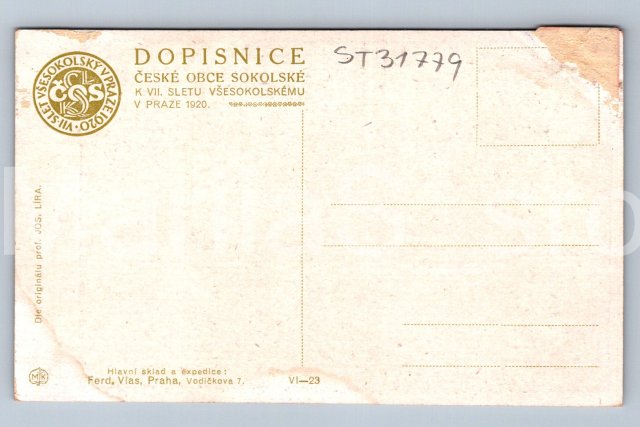 VII. SLET VŠESOKOLSKÝ V PRAZE 1920
ČOS
DOPISNICE
ČESKÉ OBCE SOKOLSKÉ
K VII. SLETU VŠESOKOLSKÉMU
V PRAZE 1920.
ST31779
Dle originálu prof. JOS. LÍRA.
MK
Hlavní sklad a expedice:
Ferd. Vlas, Praha, Vodičkova 7.
VI—23